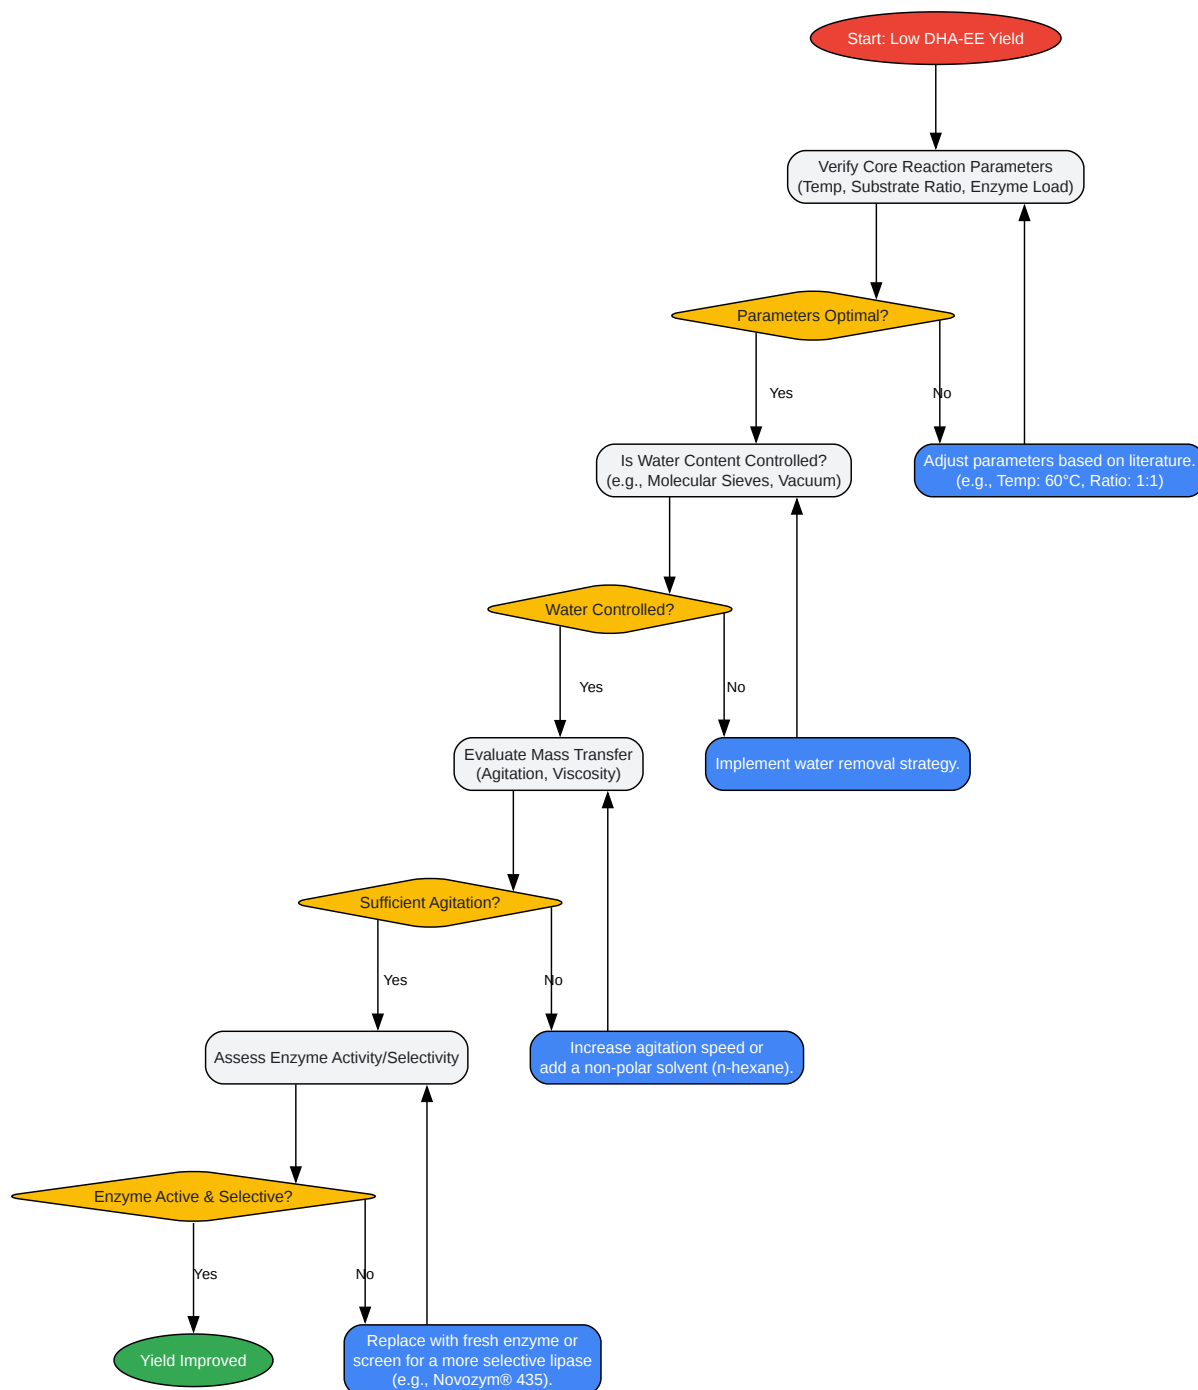 Start: Low DHA-EE Yield
Verify Core Reaction Parameters
(Temp, Substrate Ratio, Enzyme Load)
Parameters Optimal?
Yes
No
Is Water Content Controlled?
(e.g., Molecular Sieves, Vacuum)
Adjust parameters based on literature.
(e.g., Temp: 60°C, Ratio: 1:1)
Water Controlled?
Yes
No
Evaluate Mass Transfer
(Agitation, Viscosity)
Implement water removal strategy.
Sufficient Agitation?
Yes
No
Assess Enzyme Activity/Selectivity
Increase agitation speed or
add a non-polar solvent (n-hexane).
Enzyme Active & Selective?
Yes
No
Yield Improved
Replace with fresh enzyme or
screen for a more selective lipase
(e.g., Novozym® 435).